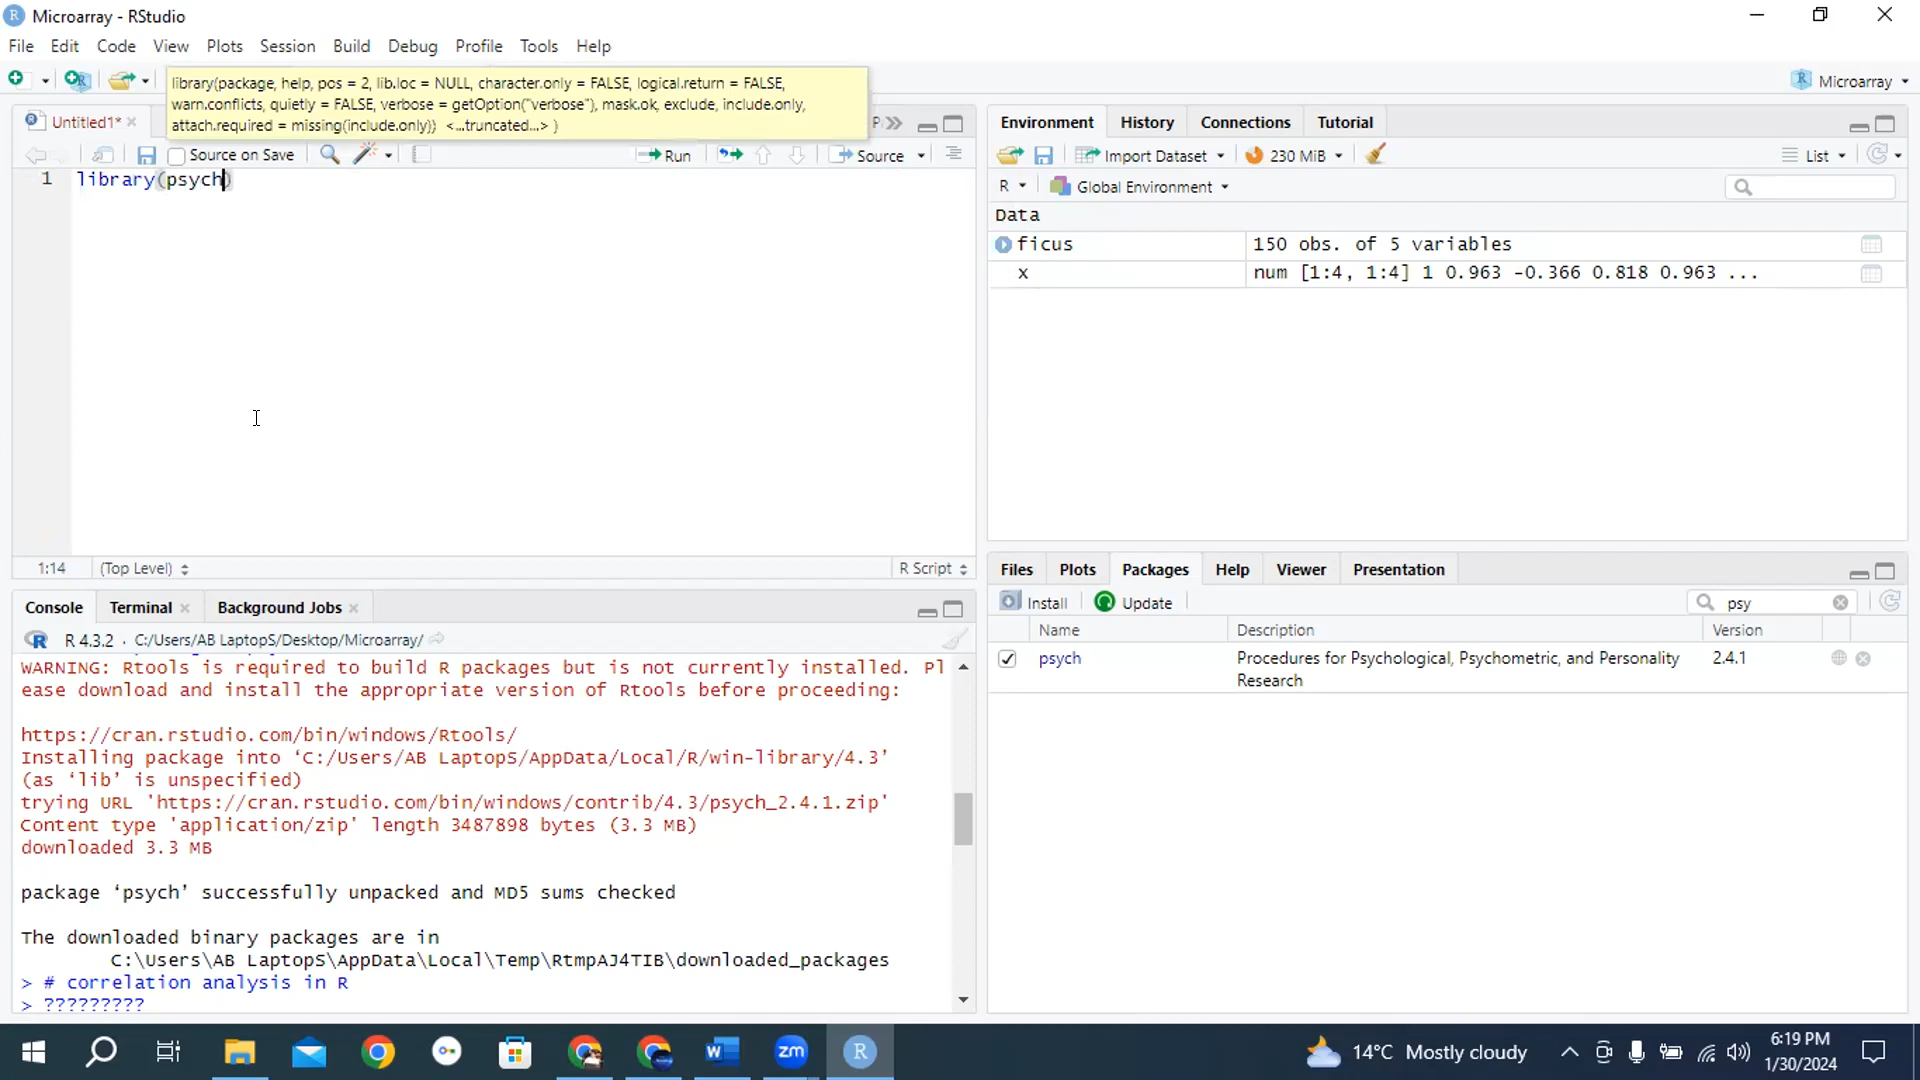 Microarray - RStudio
File Edit Code View Plots Session Build Debug Profile Tools Help
library(package, help, pos = 2, lib.loc = NULL, character.only = FALSE, logical.return = FALSE,
warn.conflicts, quietly = FALSE, verbose = getOption("verbose"), mask.ok, exclude, include.only,
attach.required = missing(include.only)) <...truncated...> )
Microarray
Untitled1*
Source on Save Run Source
1 library(psych)
1:14 (Top Level) R Script
Environment History Connections Tutorial
Import Dataset 230 MiB List
R Global Environment
Data
ficus 150 obs. of 5 variables
x num [1:4, 1:4] 1 0.963 -0.366 0.818 0.963 ...
Console Terminal Background Jobs
R 4.3.2 · C:/Users/AB LaptopS/Desktop/Microarray/
WARNING: Rtools is required to build R packages but is not currently installed. Pl
ease download and install the appropriate version of Rtools before proceeding:
https://cran.rstudio.com/bin/windows/Rtools/
Installing package into ‘C:/Users/AB LaptopS/AppData/Local/R/win-library/4.3’
(as ‘lib’ is unspecified)
trying URL 'https://cran.rstudio.com/bin/windows/contrib/4.3/psych_2.4.1.zip'
Content type 'application/zip' length 3487898 bytes (3.3 MB)
downloaded 3.3 MB
package ‘psych’ successfully unpacked and MD5 sums checked
The downloaded binary packages are in
C:\Users\AB LaptopS\AppData\Local\Temp\RtmpAJ4TIB\downloaded_packages
> # correlation analysis in R
> ?????????
Files Plots Packages Help Viewer Presentation
Install Update psy
Name Description Version
psych Procedures for Psychological, Psychometric, and Personality 2.4.1
Research
zm
14°C Mostly cloudy
6:19 PM
1/30/2024